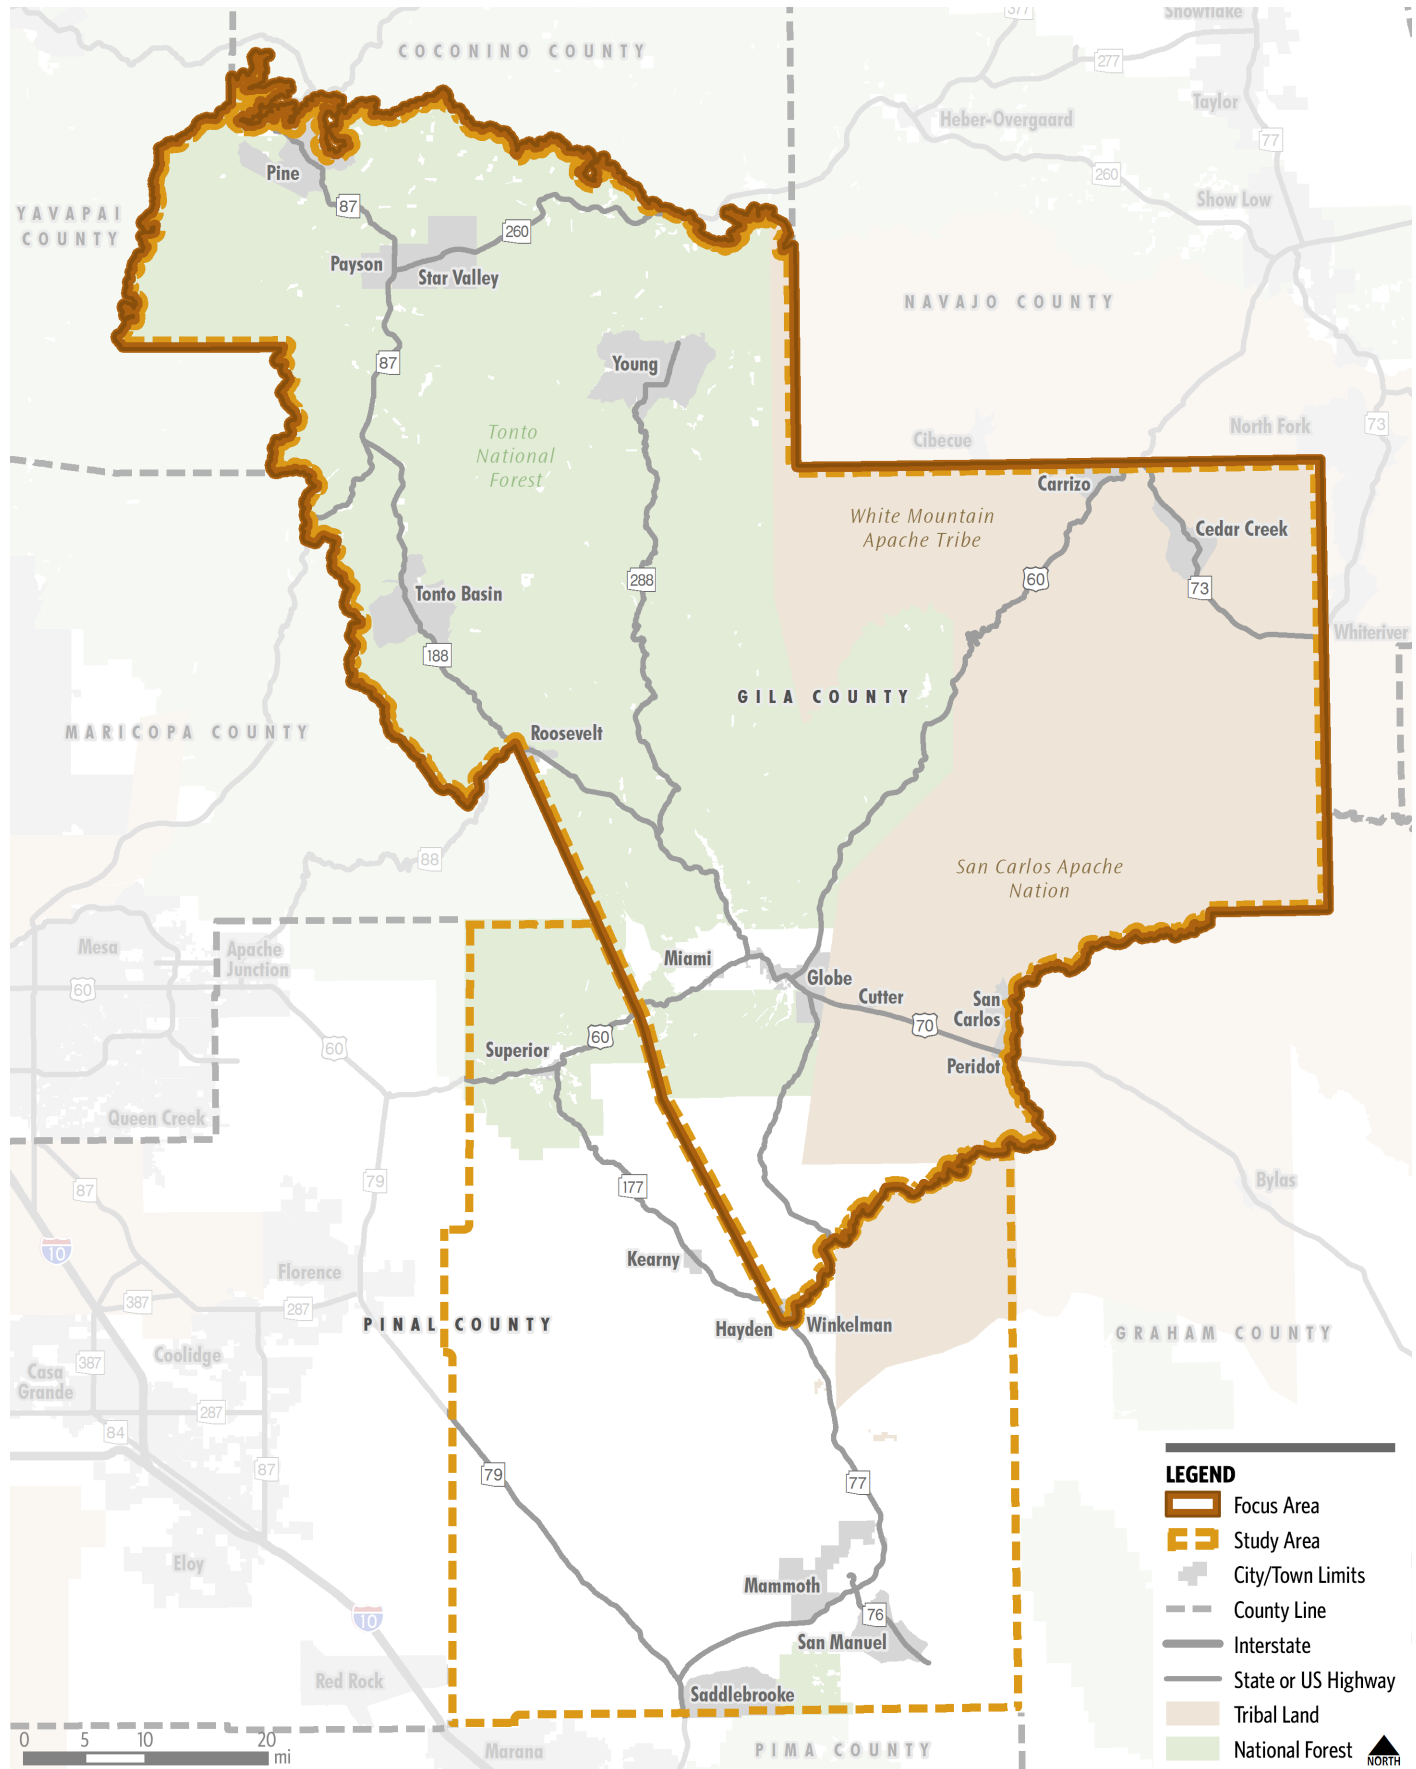 377
Snowflake
COCONINO COUNTY
277
Taylor
Heber-Overgaard
77
Pine
260
87
Show Low
YAVAPAI
COUNTY
260
Payson
Star Valley
NAVAJO COUNTY
87
Young
Tonto
National
Forest
Cibecue
North Fork
73
Carrizo
White Mountain
Apache Tribe
Cedar Creek
288
60
73
Tonto Basin
Whiteriver
188
GILA COUNTY
MARICOPA COUNTY
Roosevelt
88
San Carlos Apache
Nation
Mesa
Apache
Junction
Miami
Globe
60
Cutter
San
Carlos
70
60
60
Superior
Peridot
Queen Creek
79
87
177
Bylas
10
Kearny
Florence
387
287
PINAL COUNTY
Hayden
Winkelman
GRAHAM COUNTY
Coolidge
387
Casa
Grande
287
84
87
79
77
LEGEND
Focus Area
Study Area
City/Town Limits
County Line
Interstate
State or US Highway
Tribal Land
National Forest
NORTH
Eloy
Mammoth
10
76
San Manuel
Red Rock
Saddlebrooke
Marana
PIMA COUNTY
0 5 10 20
mi